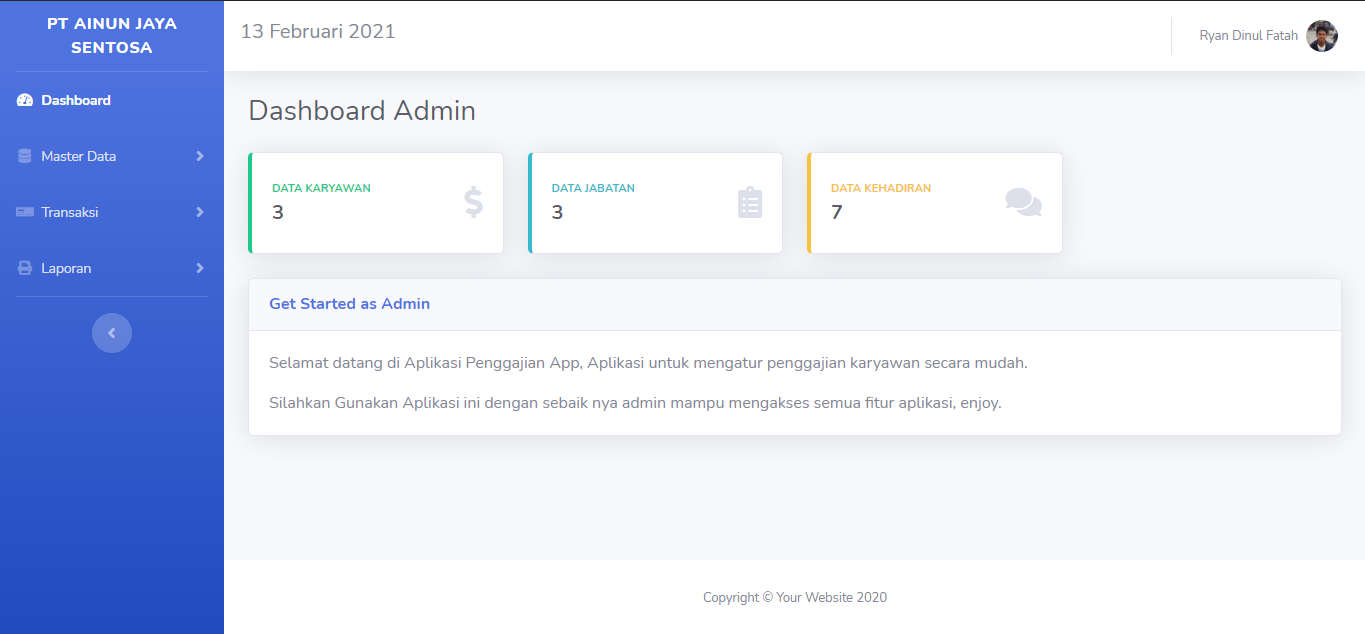 PT AINUN JAYA
SENTOSA
Dashboard
Master Data
Transaksi
Laporan
13 Februari 2021
Ryan Dinul Fatah
Dashboard Admin
DATA KARYAWAN
3
DATA JABATAN
3
DATA KEHADIRAN
7
Get Started as Admin
Selamat datang di Aplikasi Penggajian App, Aplikasi untuk mengatur penggajian karyawan secara mudah.
Silahkan Gunakan Aplikasi ini dengan sebaik nya admin mampu mengakses semua fitur aplikasi, enjoy.
Copyright © Your Website 2020